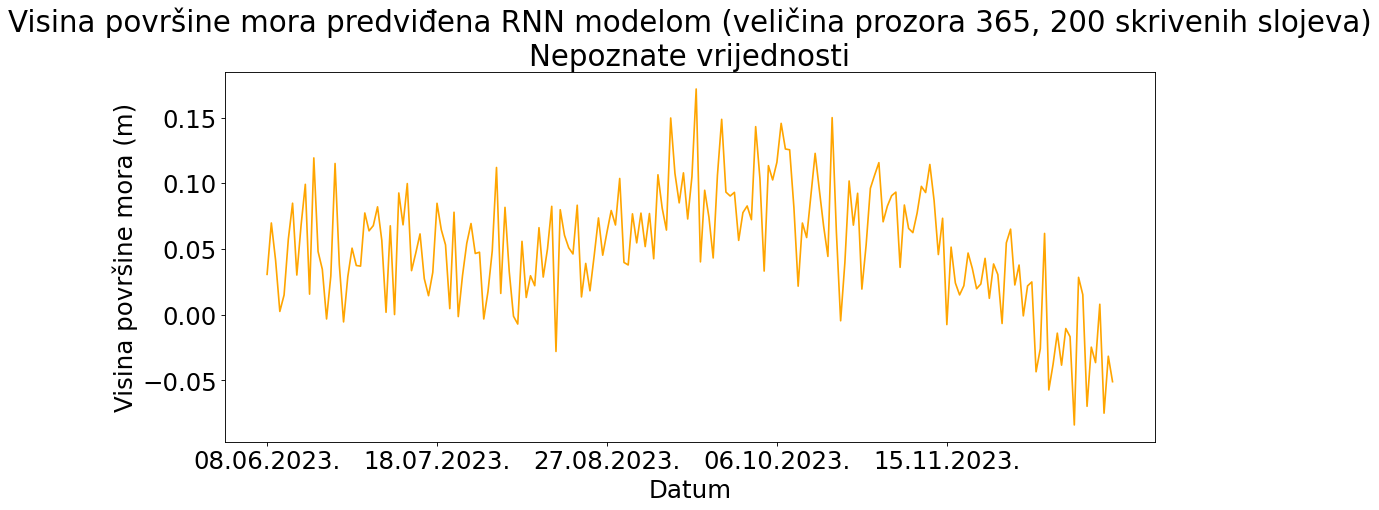 Visina površine mora predviđena RNN modelom (veličina prozora 365, 200 skrivenih slojeva)
Nepoznate vrijednosti
Visina površine mora (m)
0.15
0.10
0.05
0.00
−0.05
08.06.2023. 18.07.2023. 27.08.2023. 06.10.2023. 15.11.2023.
Datum